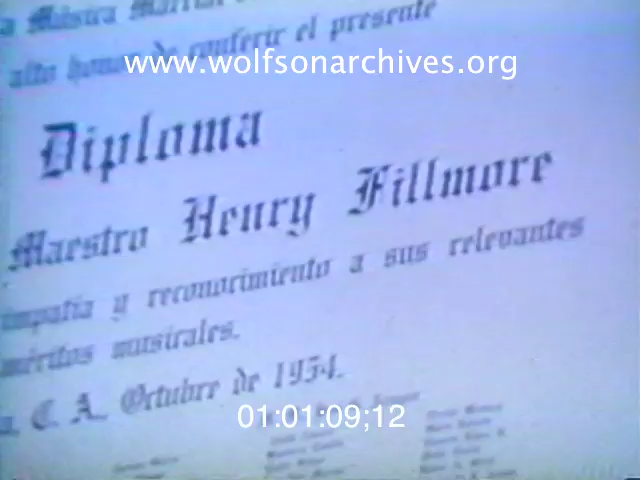 a Música Marcial
alto honor de conferir el presente
www.wolfsonarchives.org
Diploma
Maestro Henry Fillmore
impatía y reconocimiento a sus relevantes
méritos musicales.
a, C. A., Octubre de 1954.
01:01:09;12